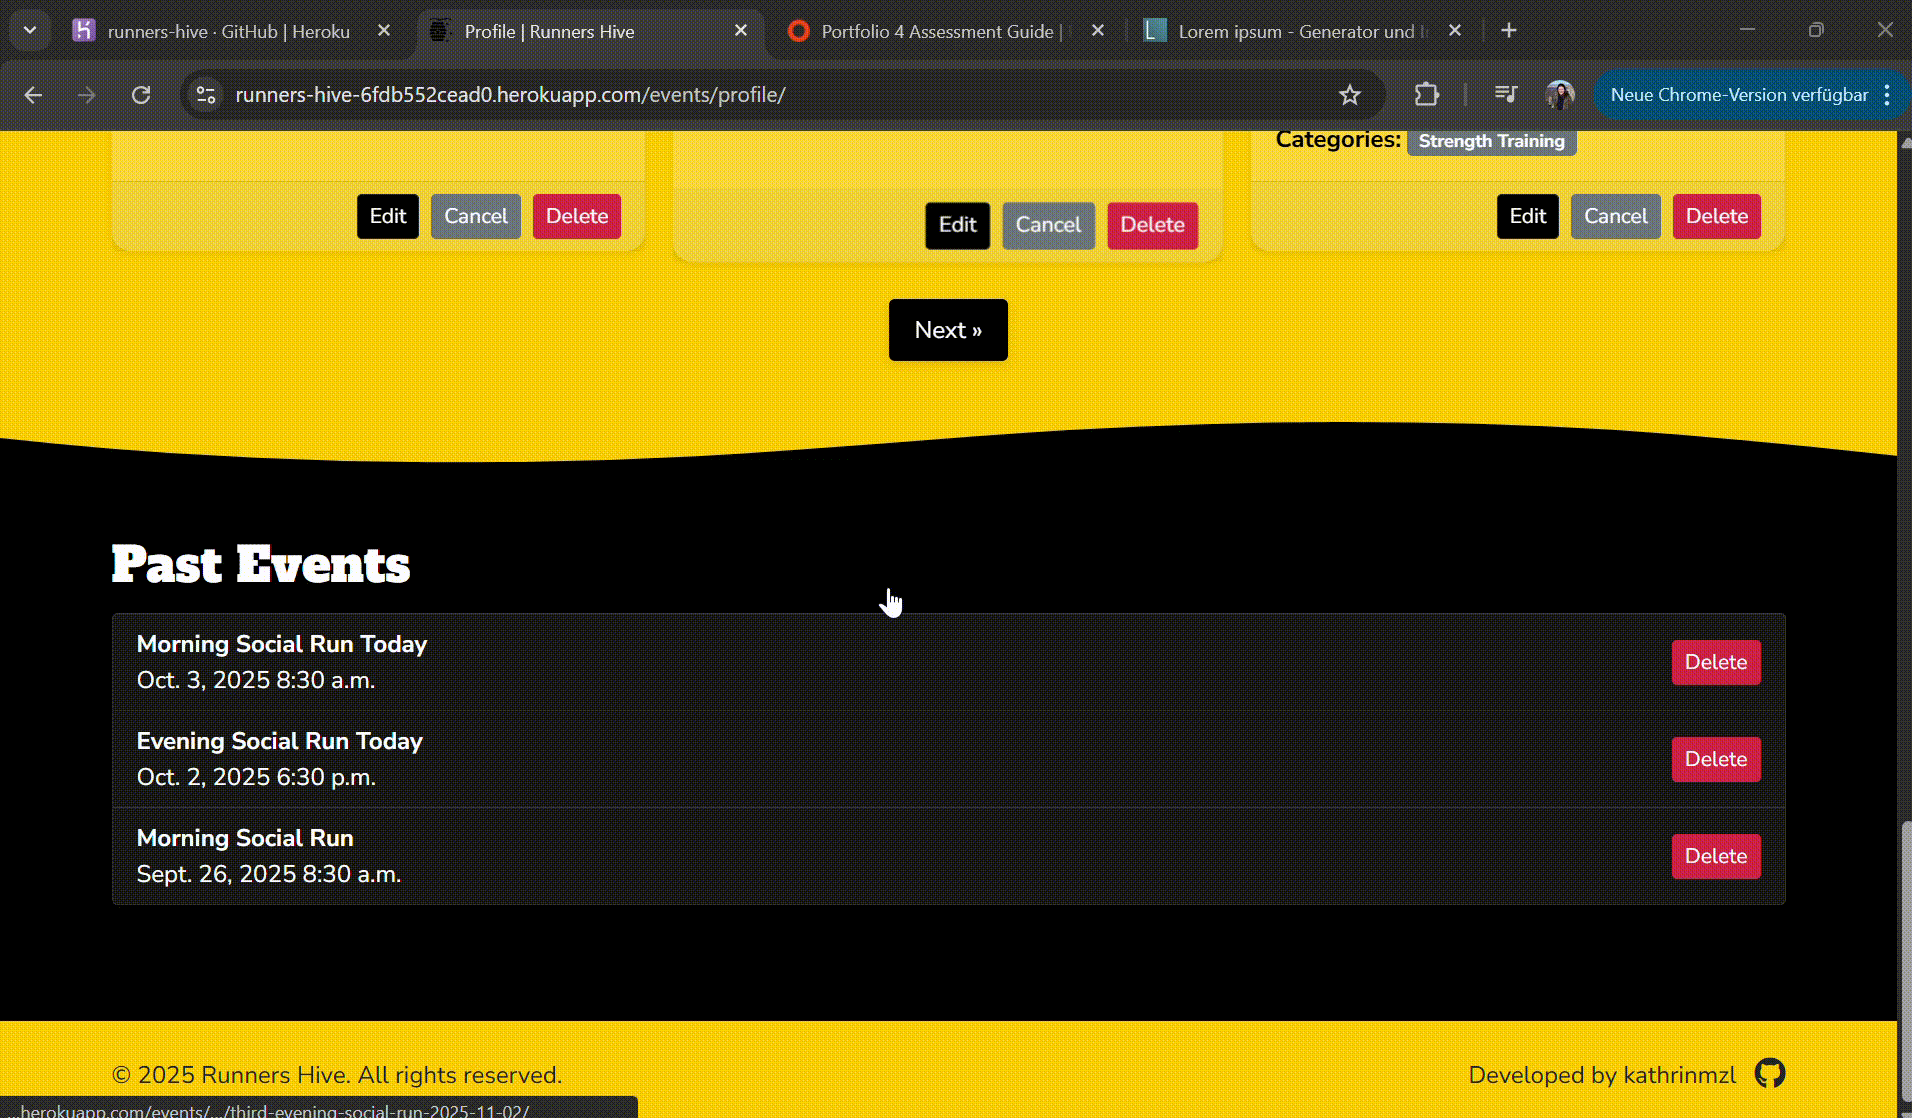 runners-hive · GitHub | Heroku
Profile | Runners Hive
Portfolio 4 Assessment Guide |
Lorem ipsum - Generator und I
runners-hive-6fdb552cead0.herokuapp.com/events/profile/
Neue Chrome-Version verfügbar
Categories: Strength Training
Edit Cancel Delete
Edit Cancel Delete
Edit Cancel Delete
Next »
Past Events
Morning Social Run Today
Oct. 3, 2025 8:30 a.m.
Delete
Evening Social Run Today
Oct. 2, 2025 6:30 p.m.
Delete
Morning Social Run
Sept. 26, 2025 8:30 a.m.
Delete
© 2025 Runners Hive. All rights reserved.
Developed by kathrinmzl
...herokuapp.com/events/.../third-evening-social-run-2025-11-02/